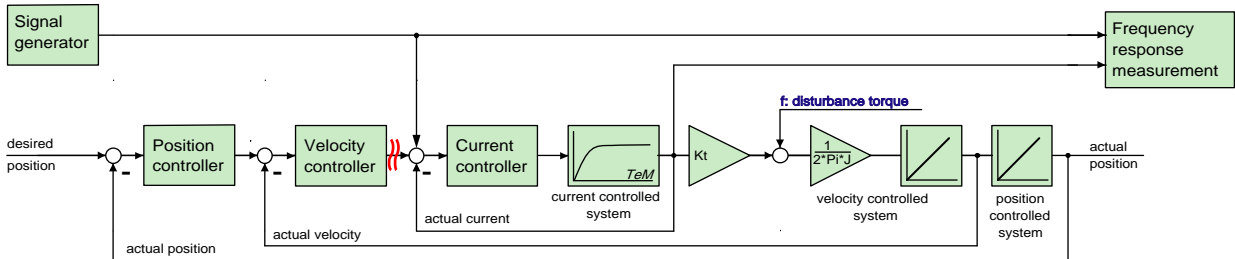 Signal
generator
Frequency
response
measurement
f: disturbance torque
desired
position
Position
controller
Velocity
controller
Current
controller
TeM
current controlled
system
Kt
1
2*Pi*J
velocity controlled
system
position
controlled
system
actual
position
-
-
-
actual current
actual velocity
actual position